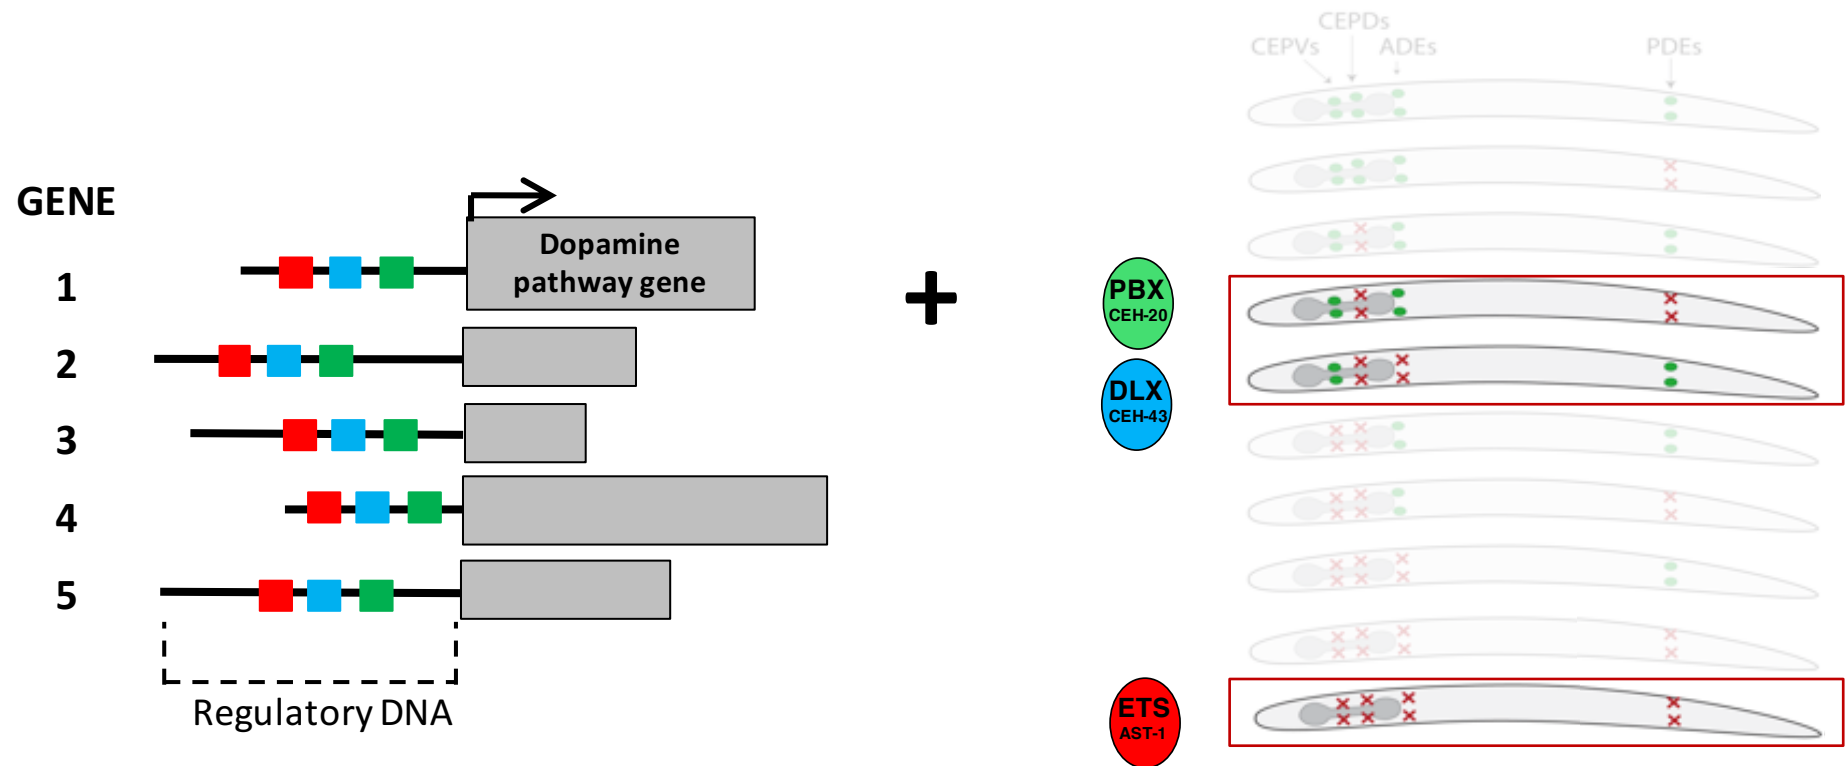 CEPDs
CEPVs
ADEs
PDEs
GENE
1
Dopamine
pathway gene
2
3
4
5
Regulatory DNA
+
PBX
CEH-20
DLX
CEH-43
ETS
AST-1